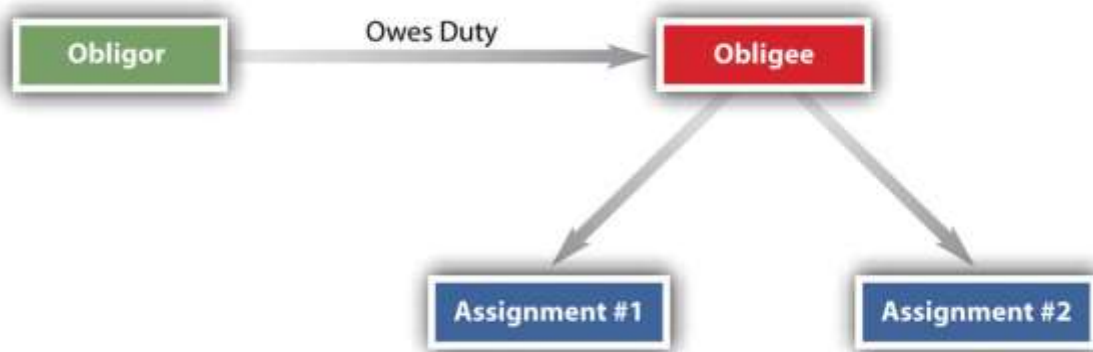 Obligor
Owes Duty
Obligee
Assignment #1
Assignment #2